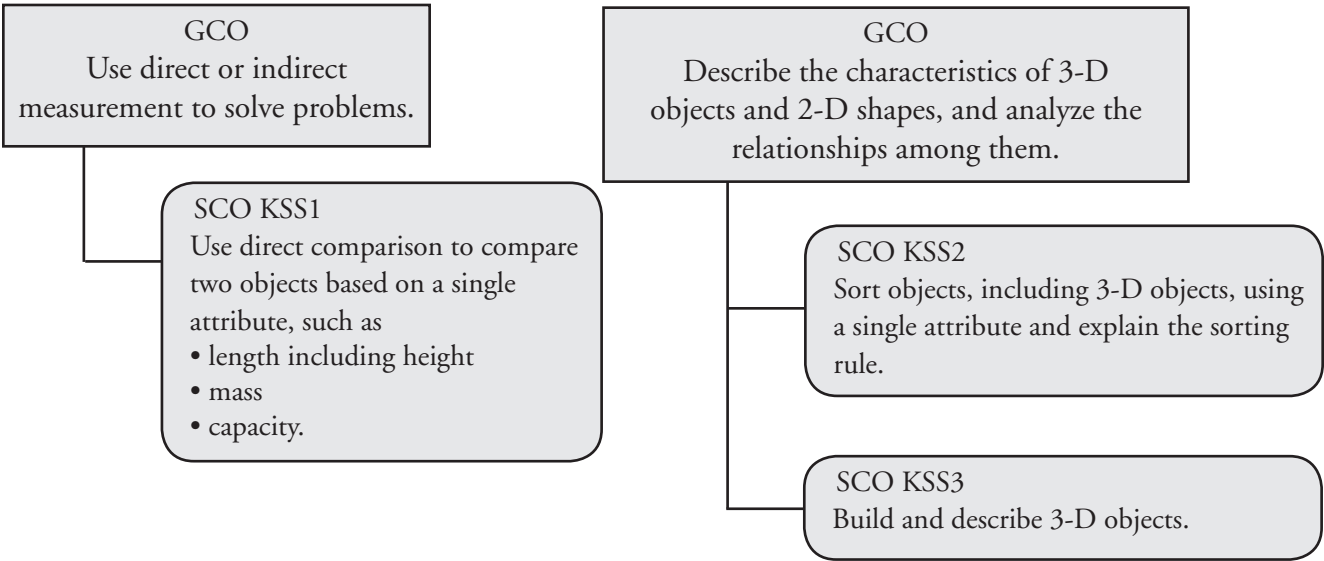 GCO
Use direct or indirect
measurement to solve problems.
SCO KSS1
Use direct comparison to compare
two objects based on a single
attribute, such as
• length including height
• mass
• capacity.
GCO
Describe the characteristics of 3-D
objects and 2-D shapes, and analyze the
relationships among them.
SCO KSS2
Sort objects, including 3-D objects, using
a single attribute and explain the sorting
rule.
SCO KSS3
Build and describe 3-D objects.